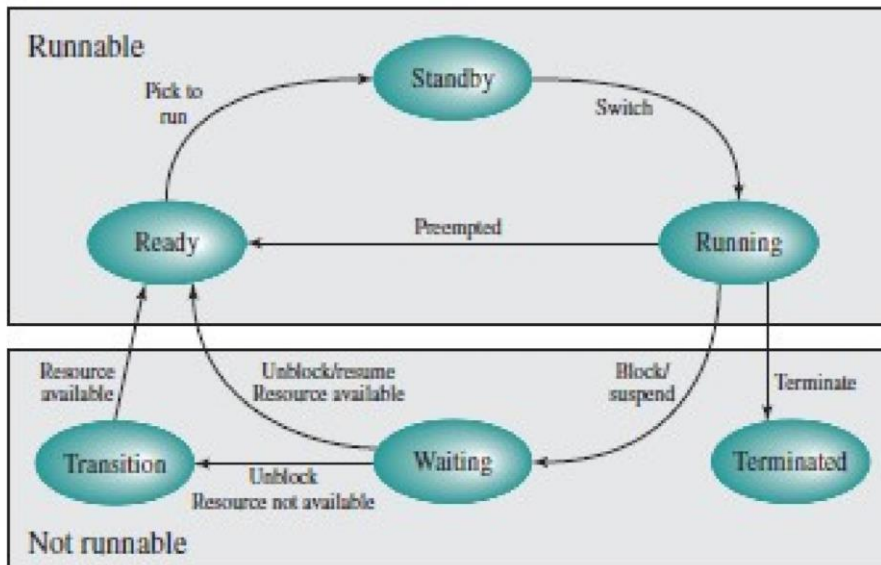 Runnable
Standby
Pick to
run
Switch
Ready
Preempted
Running
Resource
available
Unblock/resume
Resource available
Block/
suspend
Terminate
Transition
Unblock
Resource not available
Waiting
Terminated
Not runnable